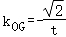 k_OG = -√2/t